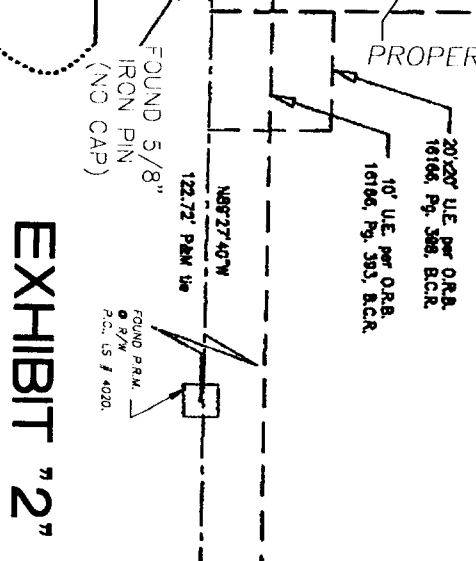 PROPER
20'x20' U.E. per O.R.B.
16166, Pg. 388, B.C.R.
10' U.E. per O.R.B.
16166, Pg. 393, B.C.R.
FOUND 5/8"
IRON PIN
(NO CAP)
N89°27'40"W
122.72' P&M tie
FOUND P.R.M.
@ R/W
P.C., LS # 4020.
EXHIBIT "2"